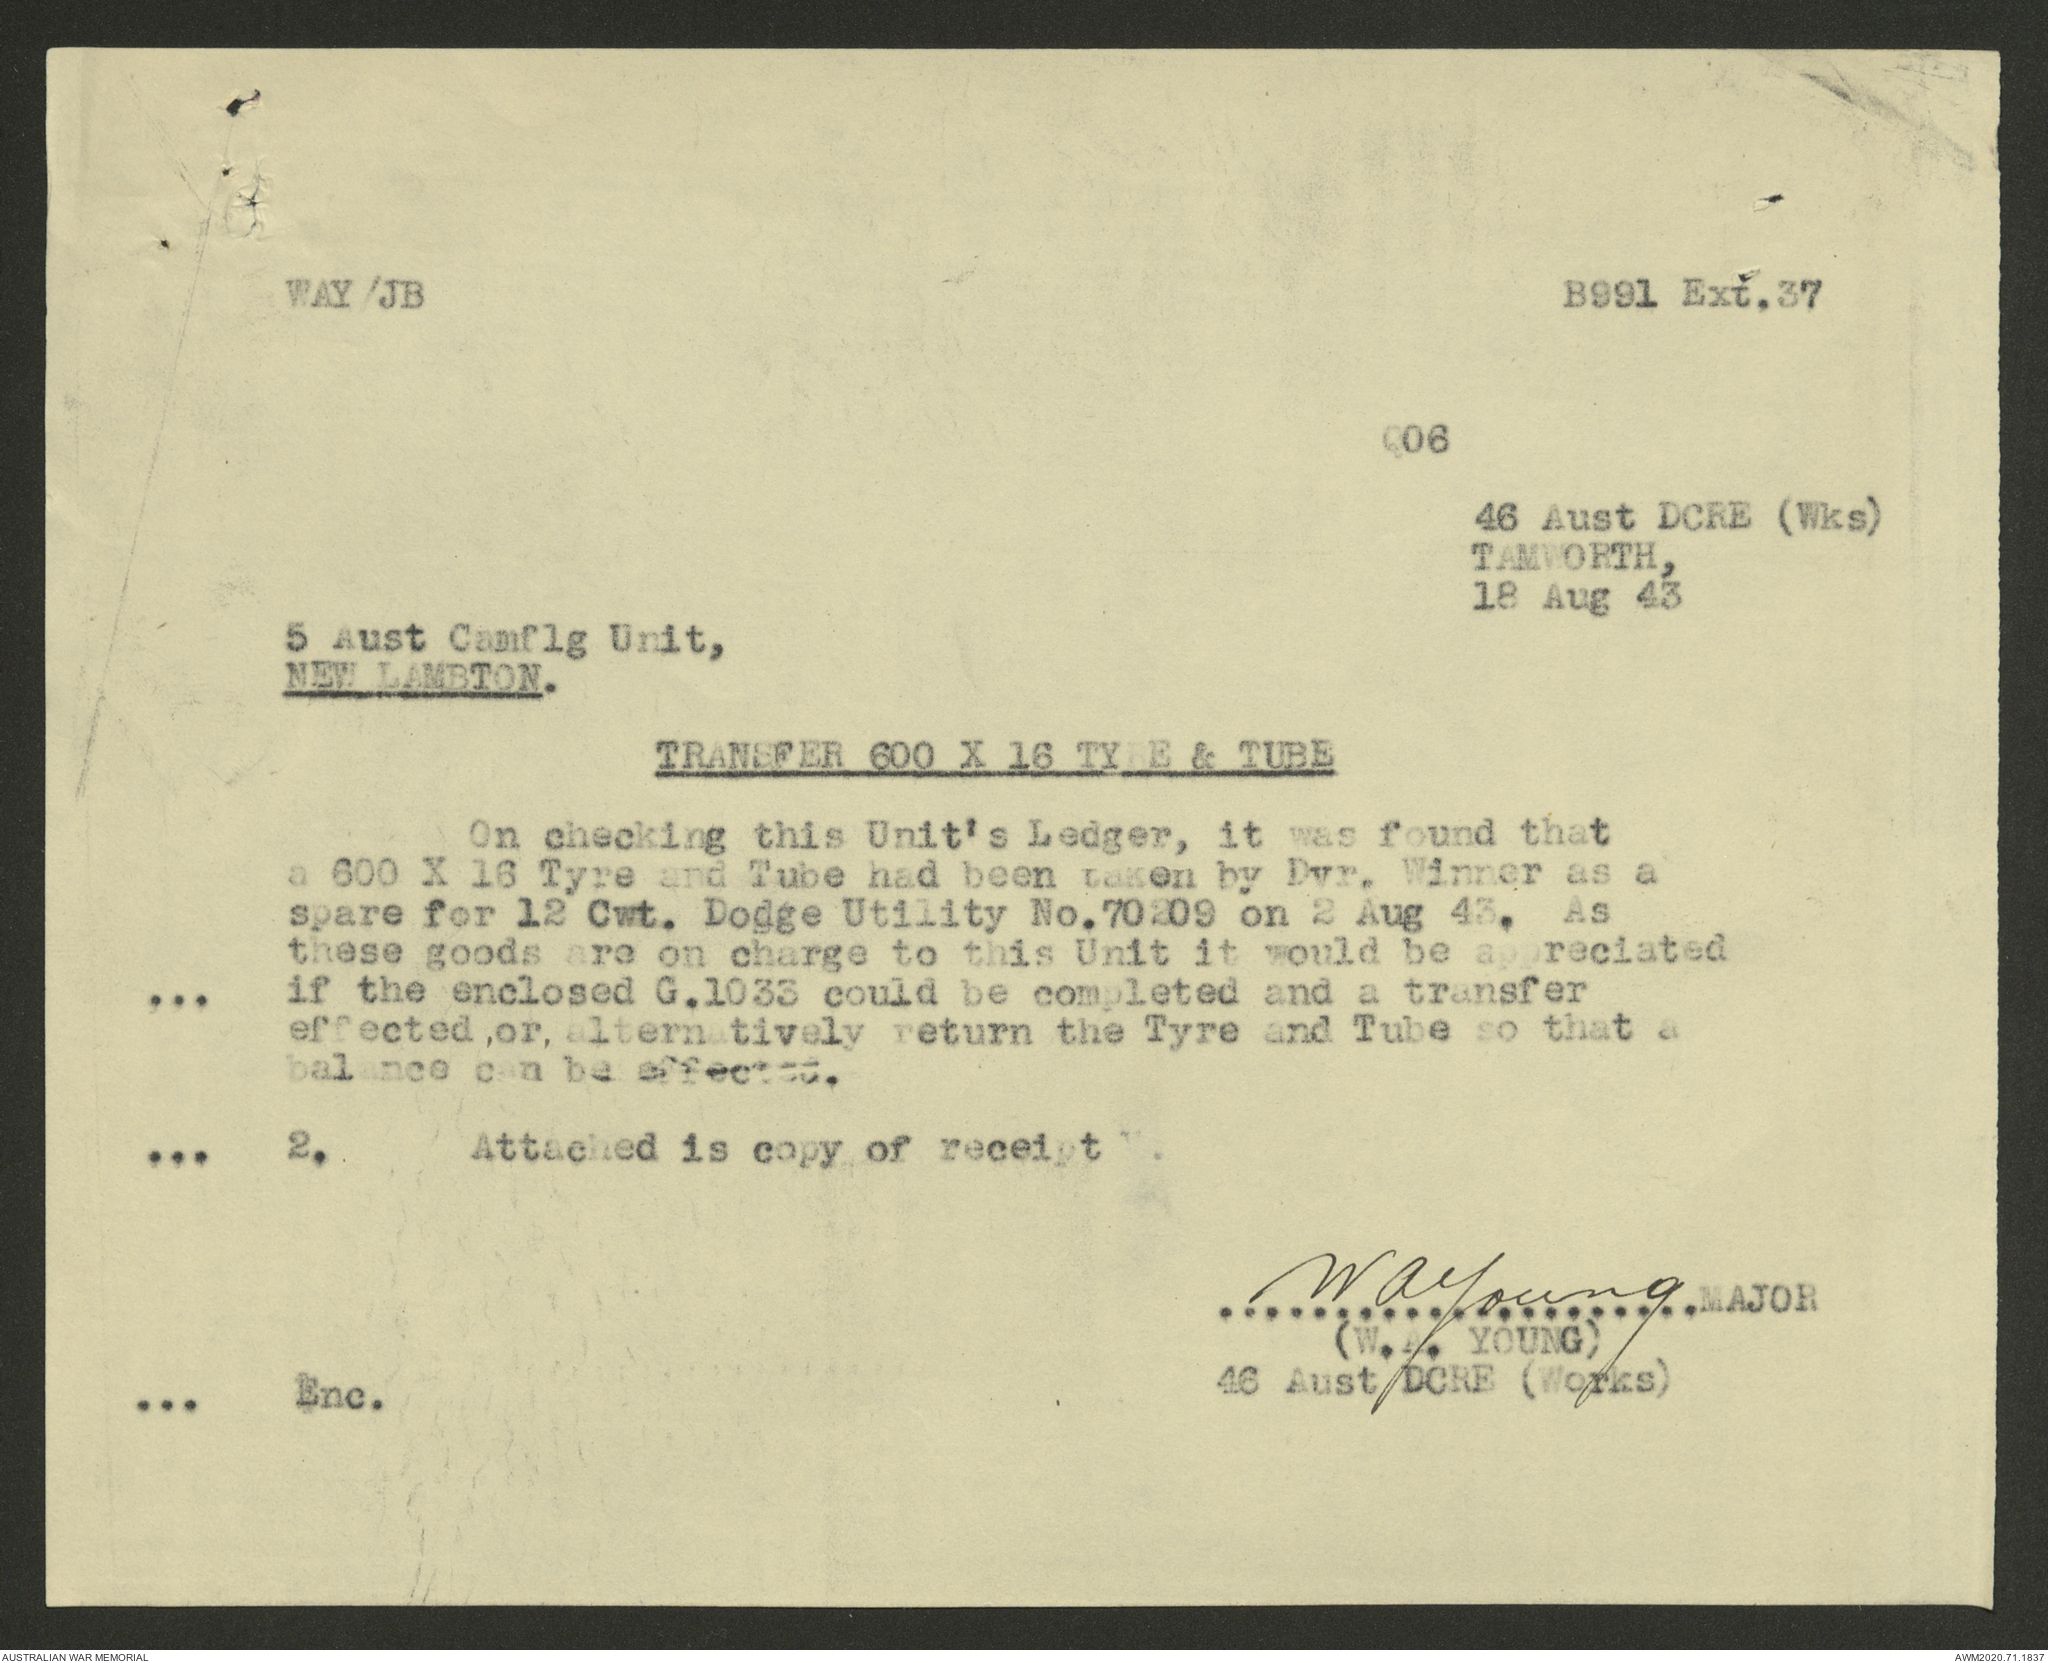 WAY/JB
B991 Ext.37
Q06
46 Aust DCRE (Wks)
TAMWORTH,
18 Aug 43
5 Aust Camflg Unit,
NEW LAMBTON.
TRANSFER 600 X 16 TYRE & TUBE
On checking this Unit's Ledger, it was found that
a 600 X 16 Tyre and Tube had been taken by Dvr. Winner as a
spare for 12 Cwt. Dodge Utility No.70209 on 2 Aug 43. As
these goods are on charge to this Unit it would be appreciated
... if the enclosed G.1033 could be completed and a transfer
effected,or, alternatively return the Tyre and Tube so that a
balance can be effected.
... 2. Attached is copy of receipt
WAYoung
....................MAJOR
(W.A. YOUNG)
46 Aust DCRE (Works)
... Enc.
AUSTRALIAN WAR MEMORIAL
AWM2020.71.1837